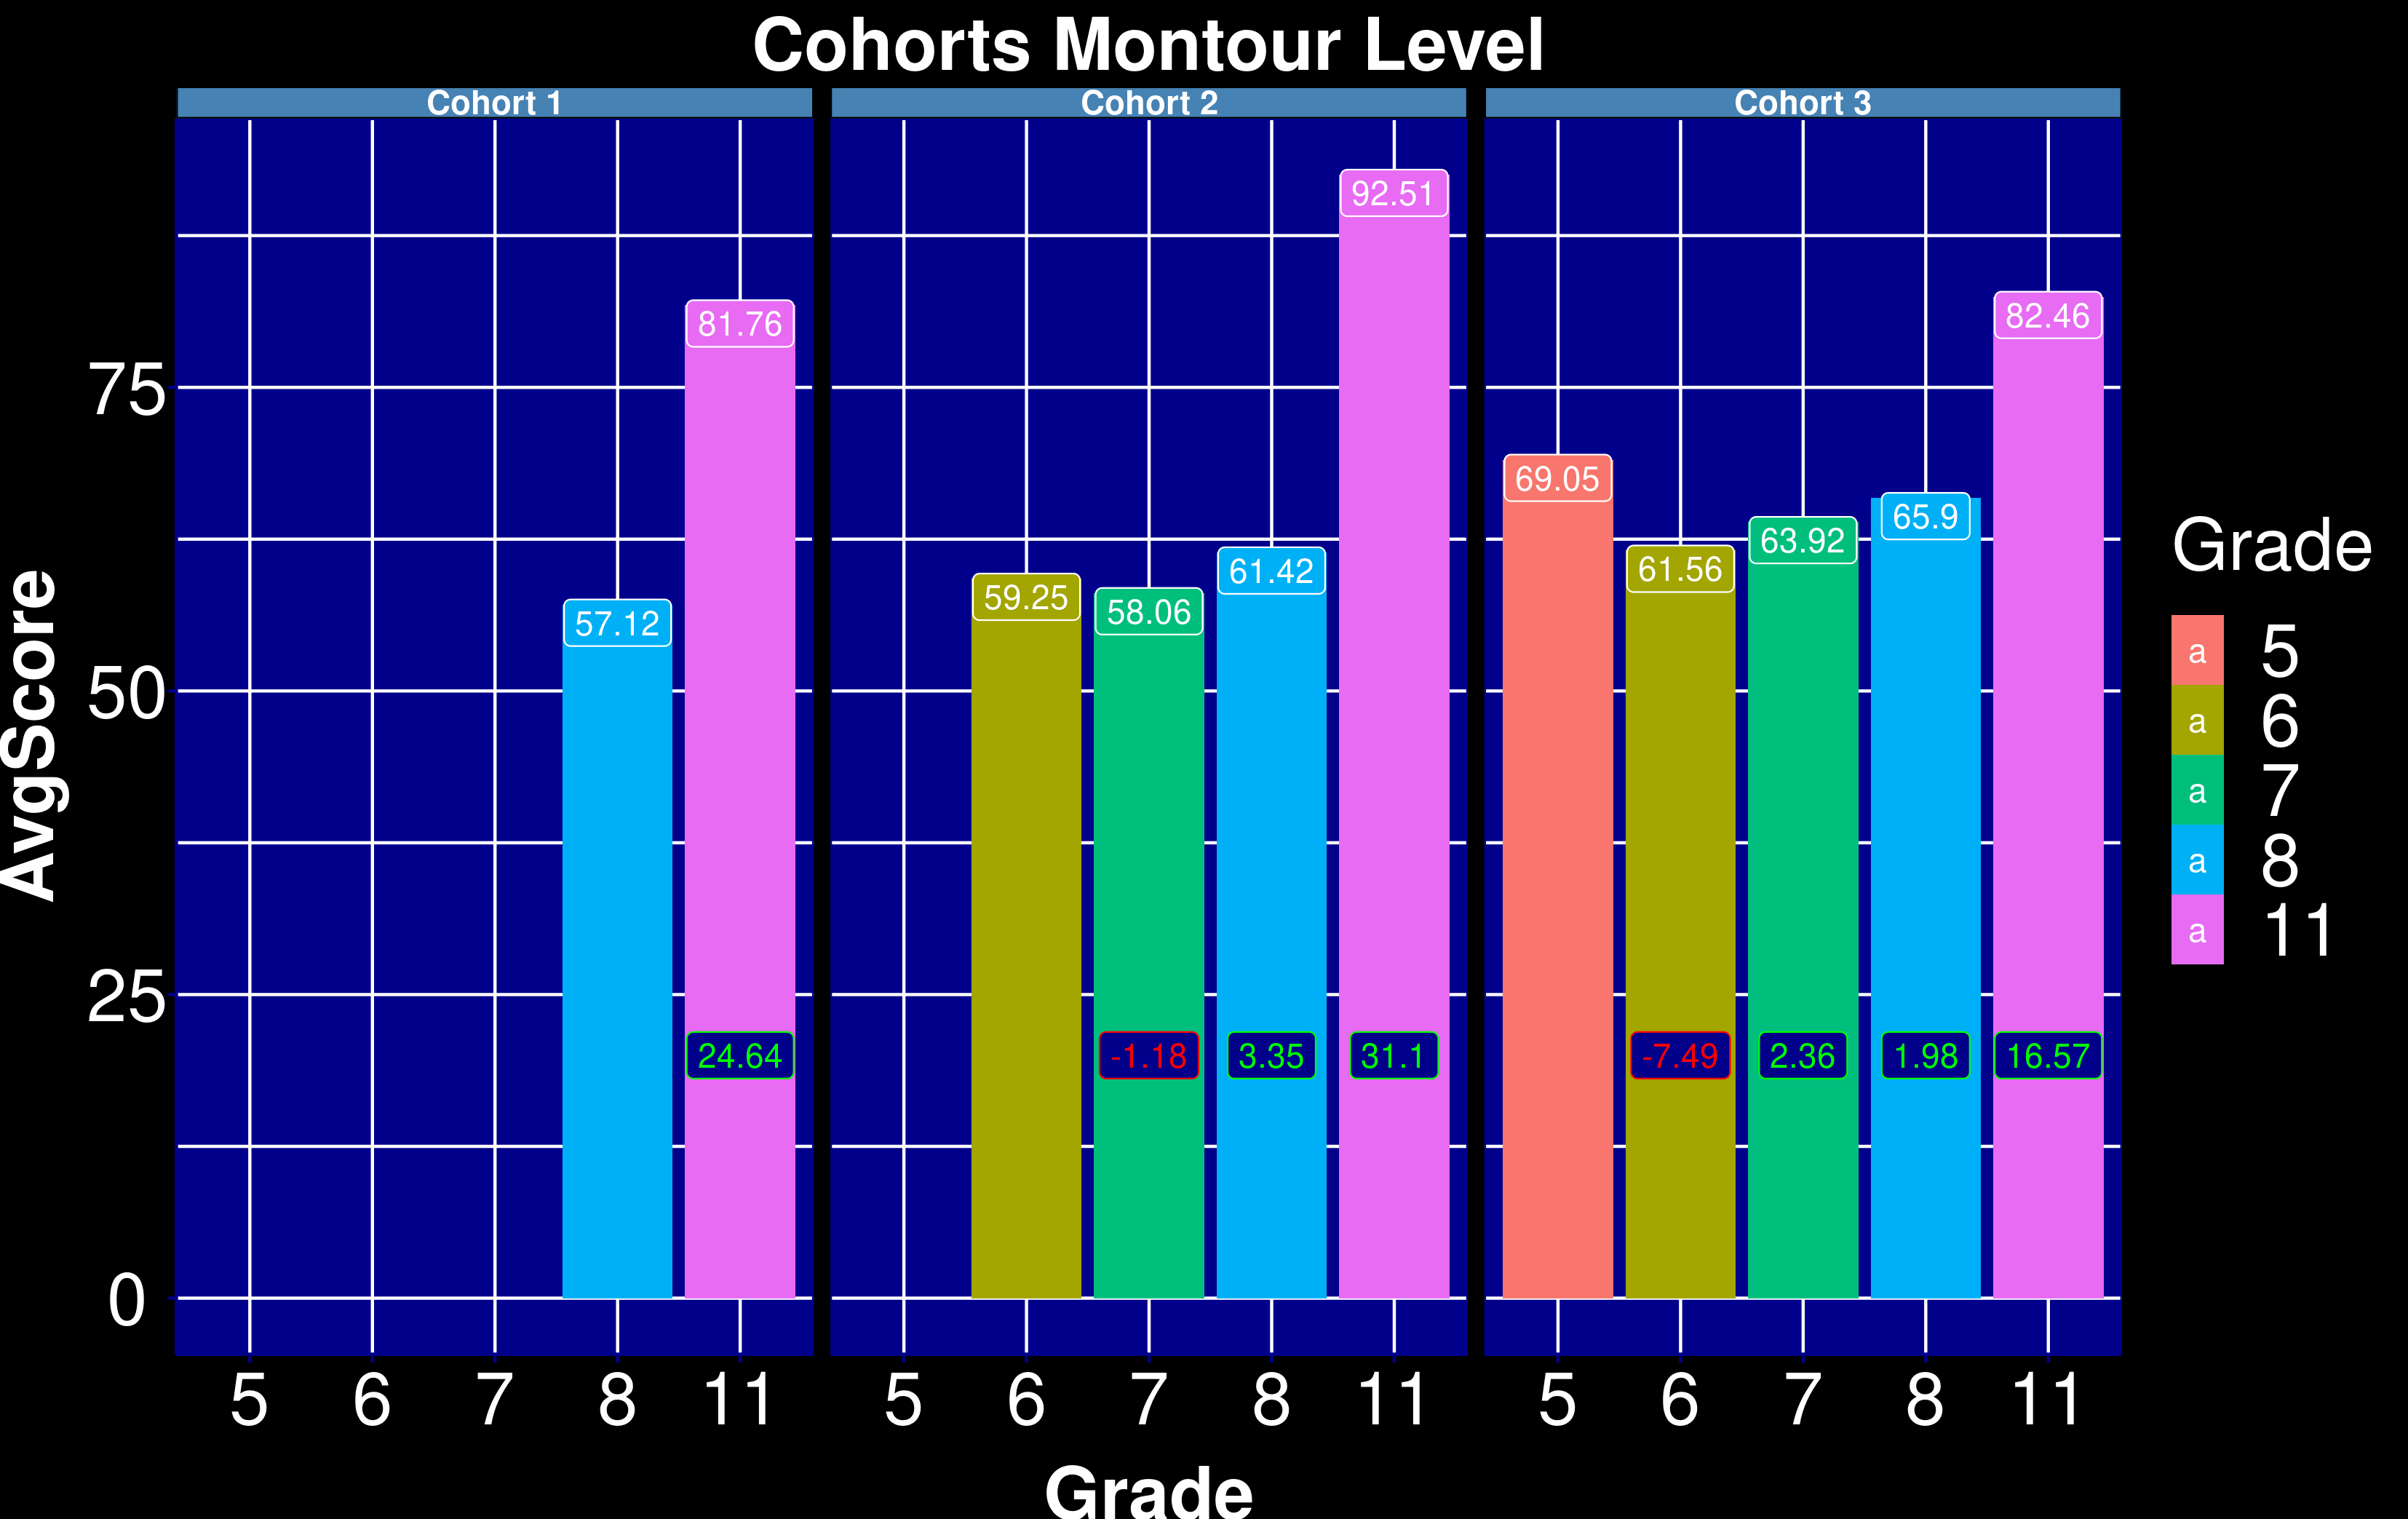 Cohorts Montour Level
Cohort 1 Cohort 2 Cohort 3
AvgScore
75
50
25
0
57.12 81.76
24.64
59.25 58.06 61.42 92.51
-1.18 3.35 31.1
69.05 61.56 63.92 65.9 82.46
-7.49 2.36 1.98 16.57
5 6 7 8 11 5 6 7 8 11 5 6 7 8 11
Grade
Grade
a 5
a 6
a 7
a 8
a 11